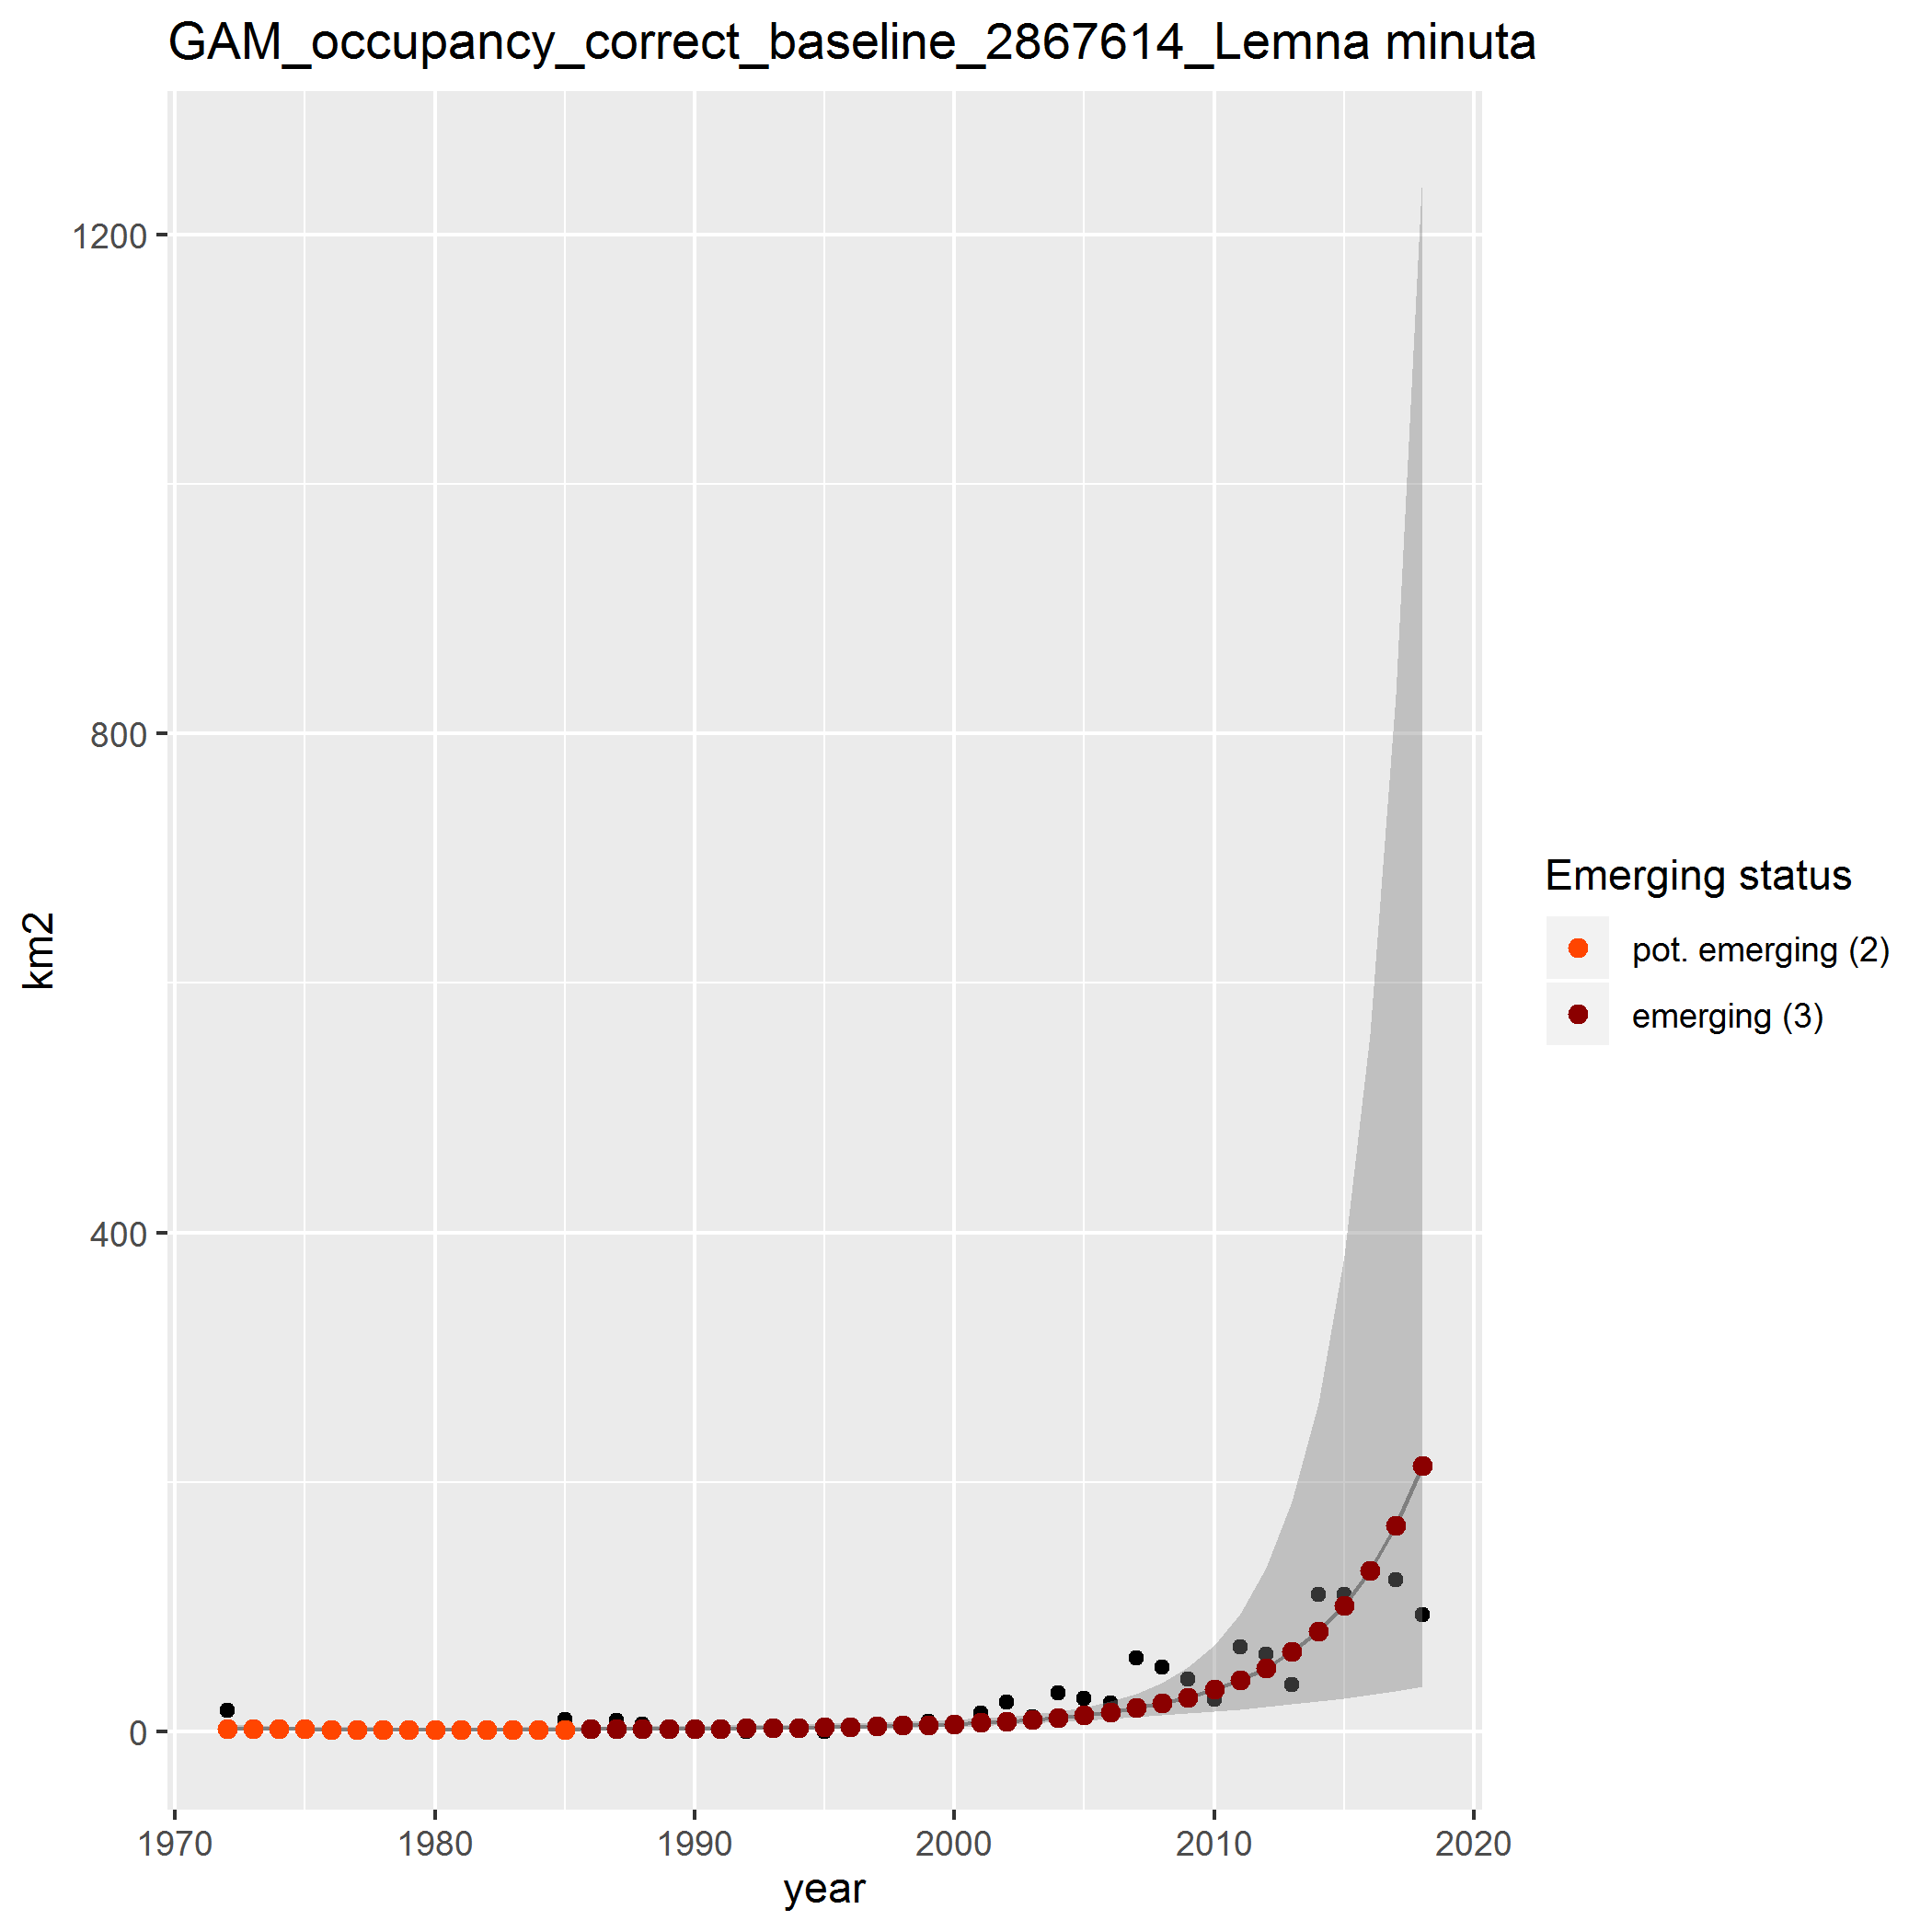 GAM_occupancy_correct_baseline_2867614_Lemna minuta
1200
800
400
0
km2
1970 1980 1990 2000 2010 2020
year
Emerging status
pot. emerging (2)
emerging (3)